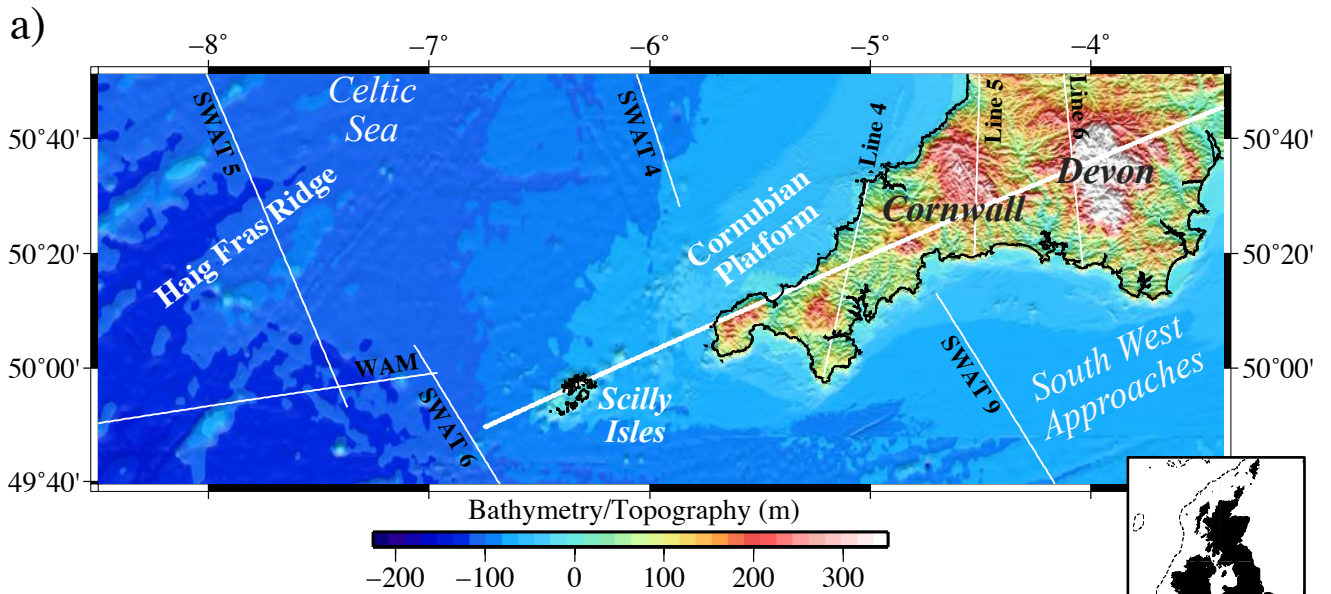 a)
−8° −7° −6° −5° −4°
Celtic
Sea
SWAT 5
SWAT 4
Line 4
Line 5
Line 6
50°40' 50°40'
Devon
Haig Fras Ridge
Cornubian
Platform
Cornwall
50°20' 50°20'
50°00' 50°00'
WAM
SWAT 6
Scilly
Isles
SWAT 9
South West
Approaches
49°40'
Bathymetry/Topography (m)
−200 −100 0 100 200 300